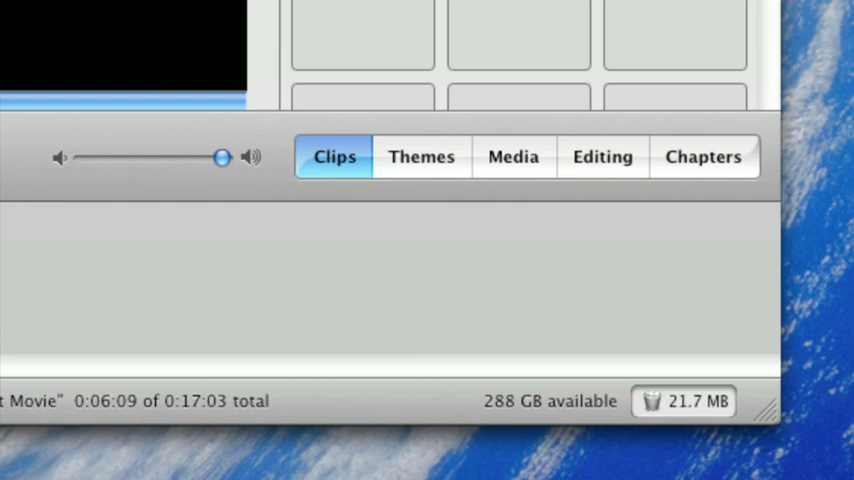 Clips Themes Media Editing Chapters
t Movie" 0:06:09 of 0:17:03 total 288 GB available 21.7 MB